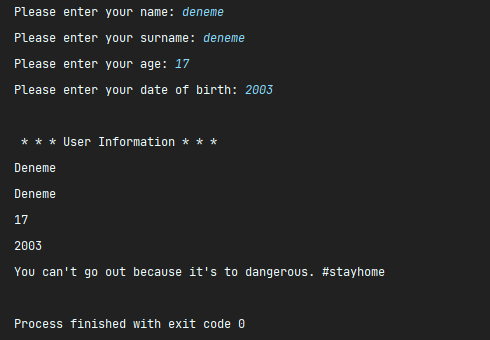 Please enter your name: deneme
Please enter your surname: deneme
Please enter your age: 17
Please enter your date of birth: 2003
* * * User Information * * *
Deneme
Deneme
17
2003
You can't go out because it's to dangerous. #stayhome
Process finished with exit code 0